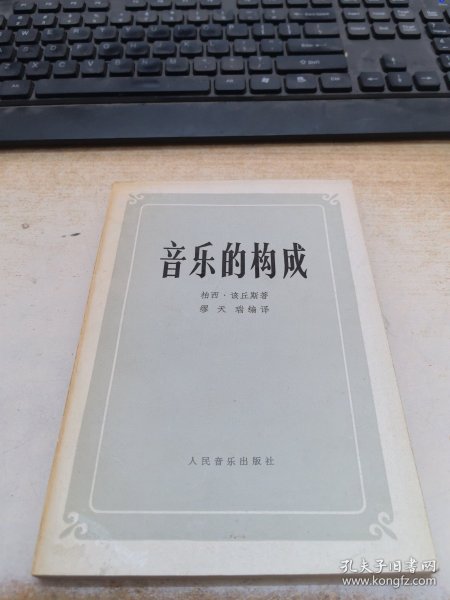 音乐的构成
柏西·该丘斯著
缪天瑞编译
人民音乐出版社
孔夫子旧书网
www.kongfz.com